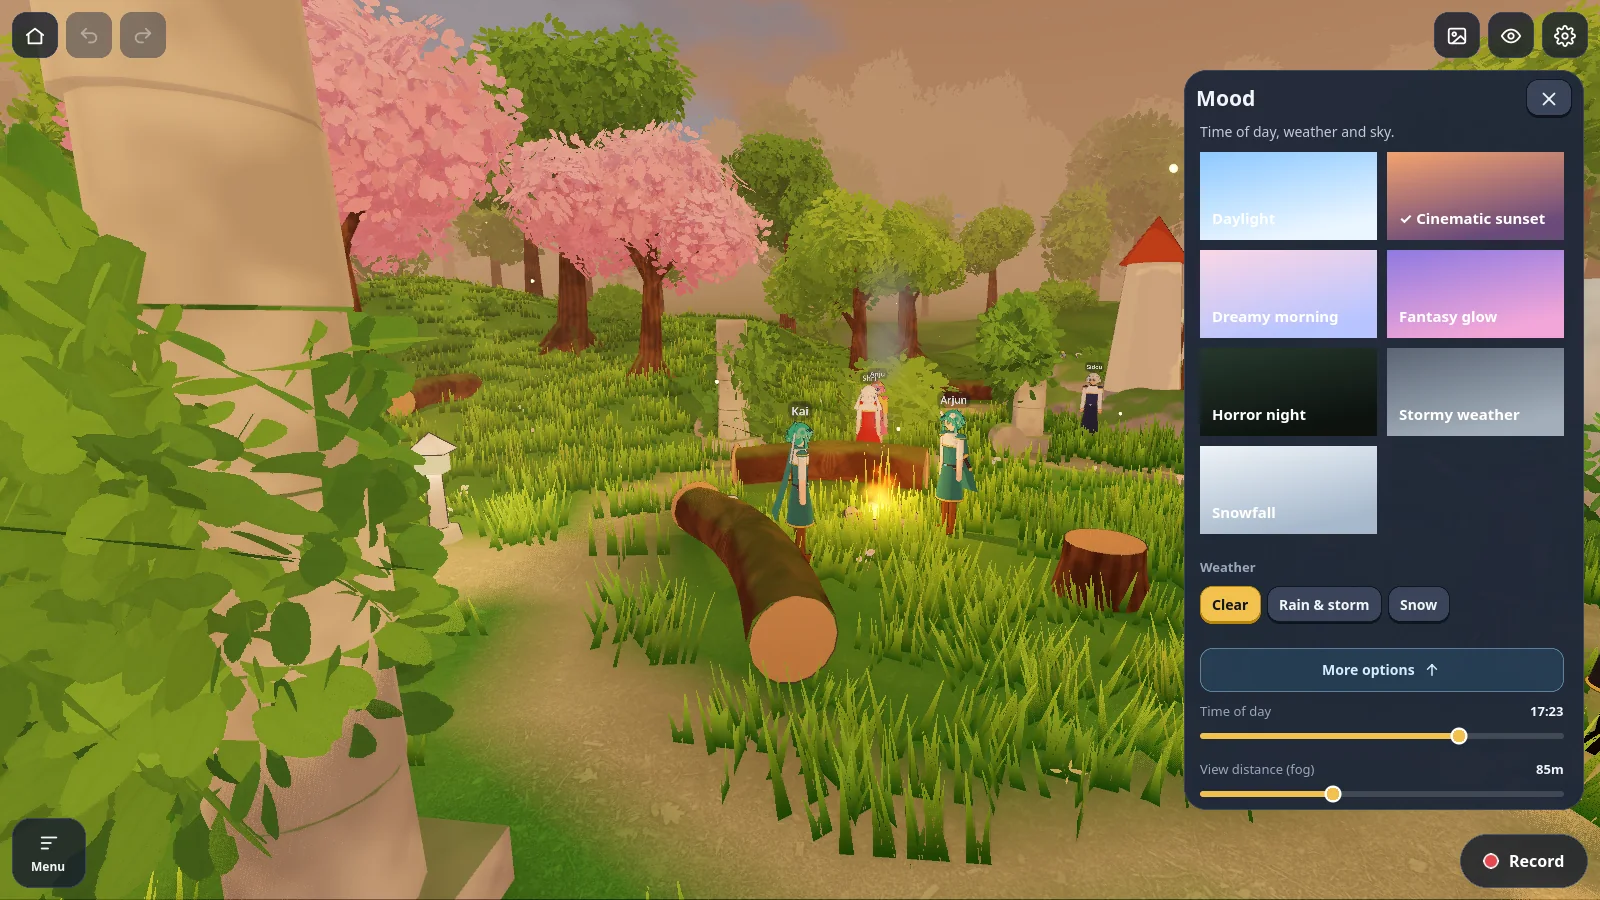 Mood
Time of day, weather and sky.
Daylight
Cinematic sunset
Dreamy morning
Fantasy glow
Horror night
Stormy weather
Snowfall
Weather
Clear
Rain & storm
Snow
More options
Time of day
17:23
View distance (fog)
85m
Kai
Arjun
Menu
Record